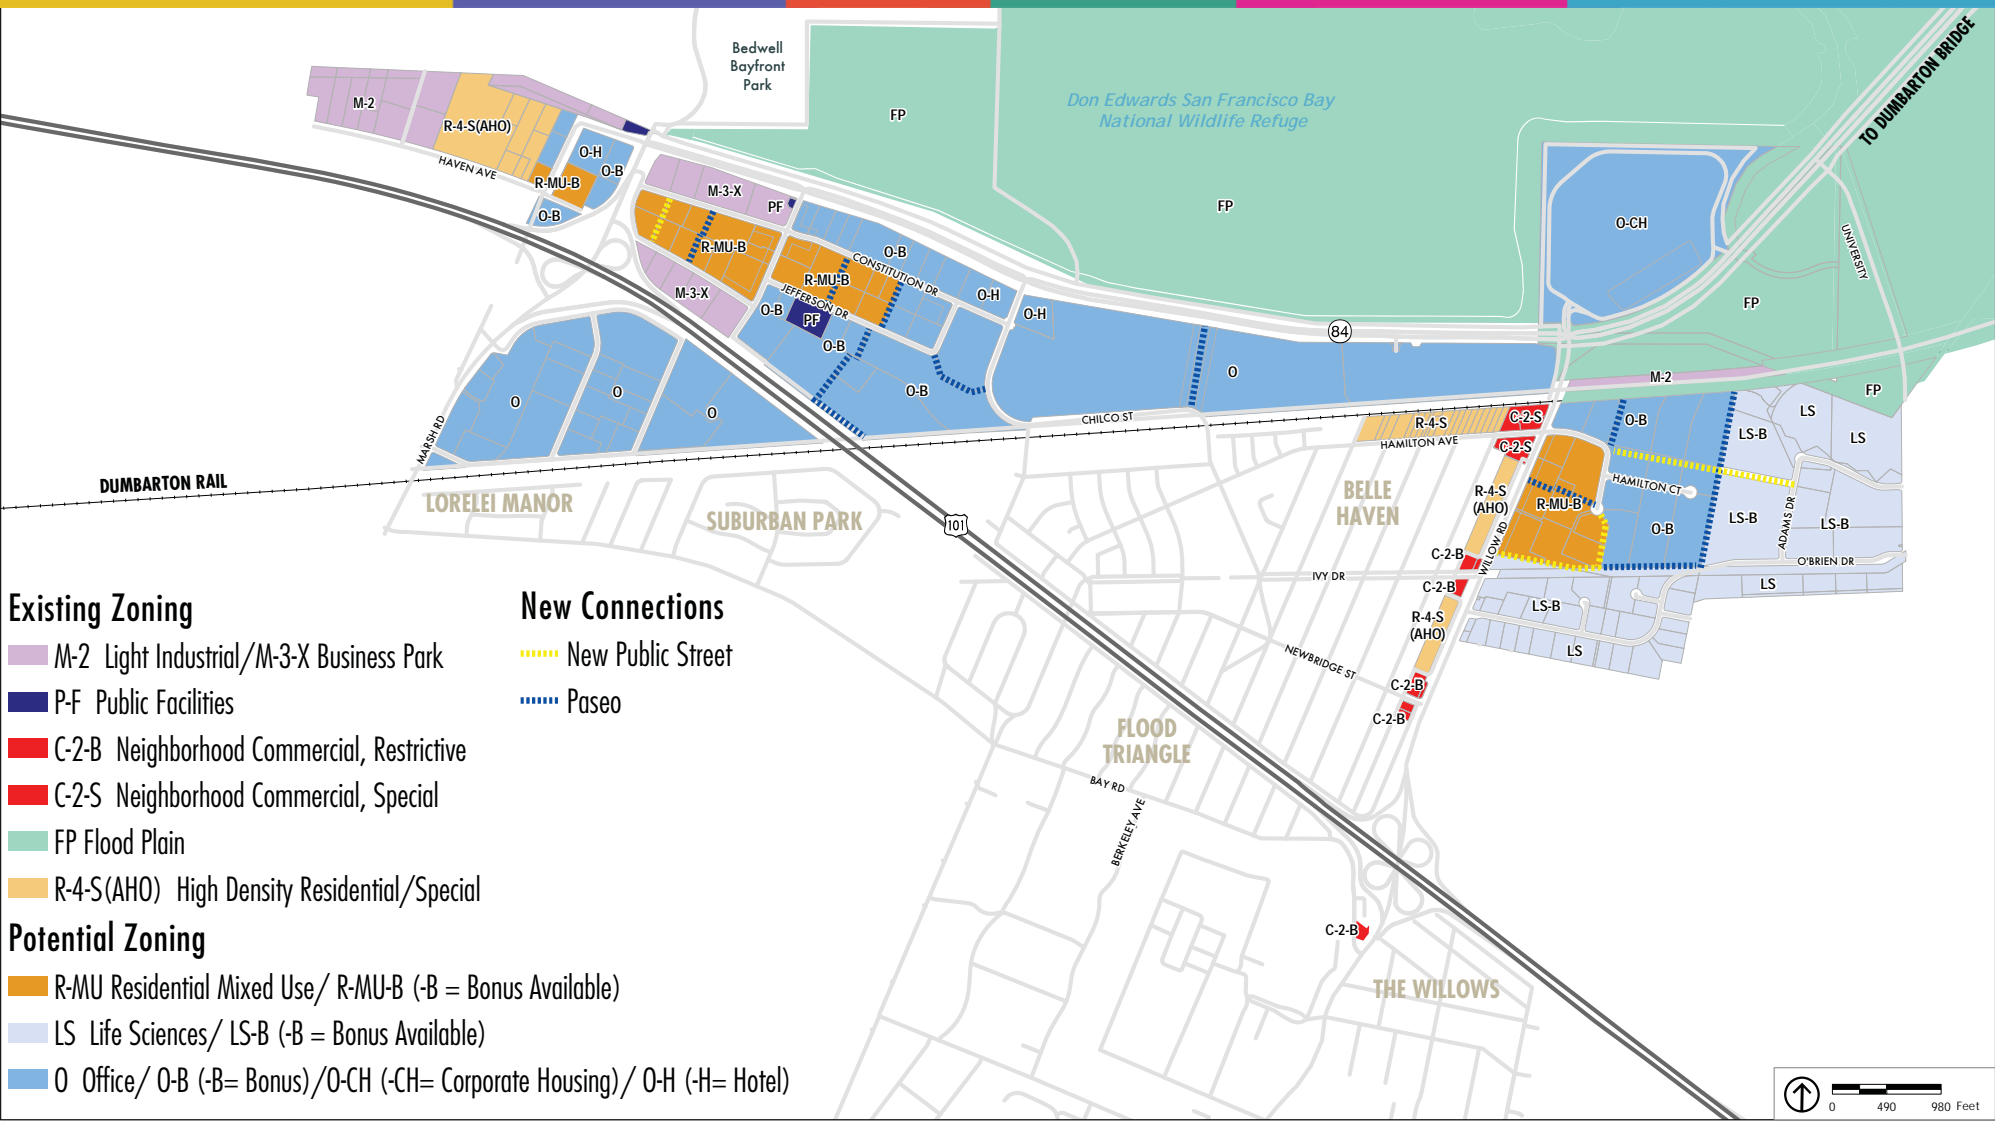 Bedwell
Bayfront
Park
Don Edwards San Francisco Bay
National Wildlife Refuge
TO DUMBARTON BRIDGE
M-2
R-4-S(AHO)
HAVEN AVE
O-H
O-B
R-MU-B
O-B
FP
FP
M-3-X
PF
R-MU-B
M-3-X
O-B
CONSTITUTION DR
R-MU-B
JEFFERSON DR
O-B
PF
O-B
O-H
O-H
O-B
O-CH
UNIVERSITY
FP
84
O
O
O
O
MARSH RD
CHILCO ST
M-2
FP
R-4-S
HAMILTON AVE
C-2-S
C-2-S
O-B
LS-B
LS
LS
DUMBARTON RAIL
LORELEI MANOR
SUBURBAN PARK
101
BELLE
HAVEN
R-4-S
(AHO)
R-MU-B
HAMILTON CT
O-B
LS-B
ADAMS DR
LS-B
WILLOW RD
C-2-B
IVY DR
C-2-B
O'BRIEN DR
LS
LS-B
R-4-S
(AHO)
LS
NEWBRIDGE ST
C-2-B
C-2-B
FLOOD
TRIANGLE
BAY RD
BERKELEY AVE
C-2-B
THE WILLOWS
Existing Zoning
M-2 Light Industrial/M-3-X Business Park
P-F Public Facilities
C-2-B Neighborhood Commercial, Restrictive
C-2-S Neighborhood Commercial, Special
FP Flood Plain
R-4-S(AHO) High Density Residential/Special
Potential Zoning
R-MU Residential Mixed Use/ R-MU-B (-B = Bonus Available)
LS Life Sciences/ LS-B (-B = Bonus Available)
O Office/ O-B (-B= Bonus)/O-CH (-CH= Corporate Housing)/ O-H (-H= Hotel)
New Connections
New Public Street
Paseo
0 490 980 Feet